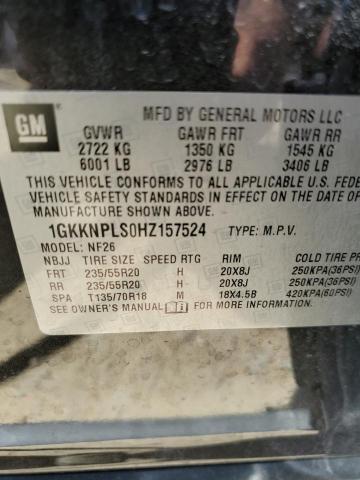 GM
MFD BY GENERAL MOTORS LLC
GVWR GAWR FRT GAWR RR
2722 KG 1350 KG 1545 KG
6001 LB 2976 LB 3406 LB
THIS VEHICLE CONFORMS TO ALL APPLICABLE
VEHICLE SAFETY STANDARDS IN EFFECT ON THE
DATE OF MANUFACTURE SHOWN ABOVE.
1GKKNPLS0HZ157524 TYPE: M.P.V.
MODEL: NF26
NBJJ TIRE SIZE SPEED RTG RIM COLD TIRE PR
FRT 235/55R20 H 20X8J 250KPA(36PSI)
RR 235/55R20 H 20X8J 250KPA(36PSI)
SPA T135/70R18 M 18X4.5B 420KPA(60PSI)
SEE OWNER'S MANUAL FOR MORE INFORMATION